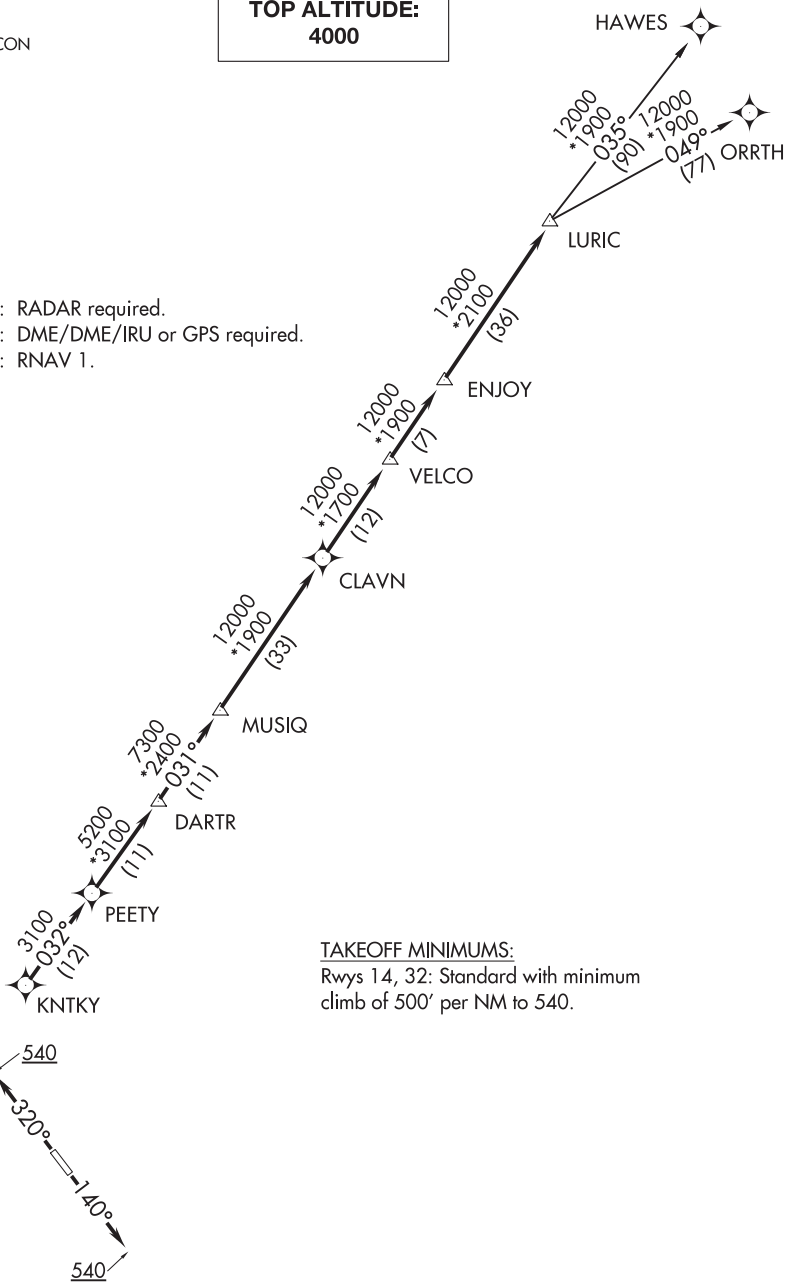 TOP ALTITUDE:
4000
CON
HAWES
12000
*1900
035°
(90)
12000
*1900
049°
(77)
ORRTH
LURIC
: RADAR required.
: DME/DME/IRU or GPS required.
: RNAV 1.
12000
*2100
(36)
ENJOY
12000
*1900
(7)
VELCO
12000
*1700
(12)
CLAVN
12000
*1900
(33)
MUSIQ
7300
*2400
031°
(11)
DARTR
5200
*3100
(11)
PEETY
3100
032°
(12)
KNTKY
TAKEOFF MINIMUMS:
Rwys 14, 32: Standard with minimum
climb of 500' per NM to 540.
540
320°
140°
540